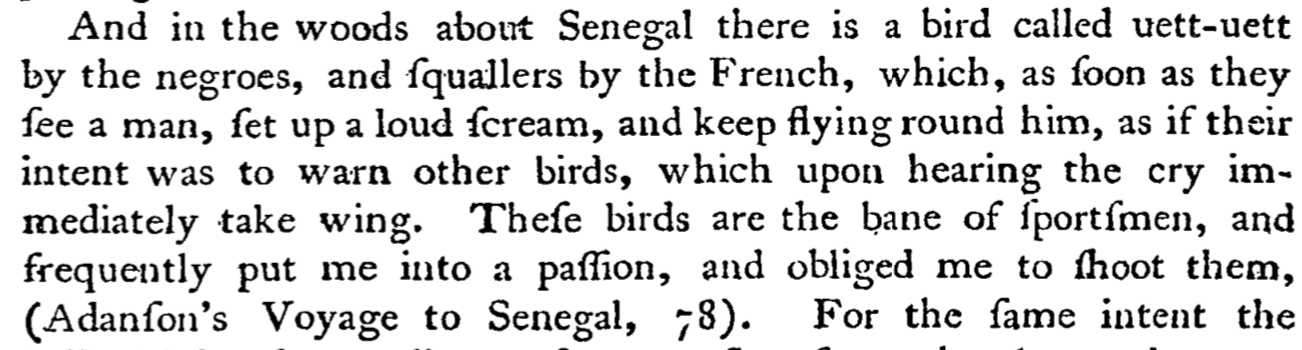 And in the woods about Senegal there is a bird called uett-uett
by the negroes, and ſquallers by the French, which, as ſoon as they
ſee a man, ſet up a loud ſcream, and keep flying round him, as if their
intent was to warn other birds, which upon hearing the cry im-
mediately take wing. Theſe birds are the bane of ſportſmen, and
frequently put me into a paſſion, and obliged me to ſhoot them,
(Adanſon's Voyage to Senegal, 78). For the ſame intent the